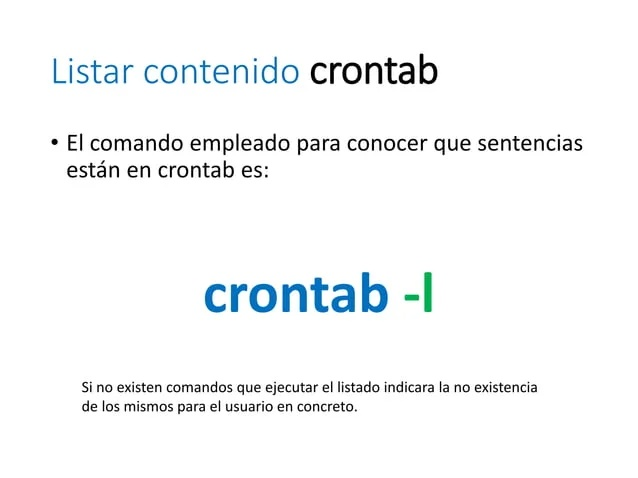 Listar contenido crontab
• El comando empleado para conocer que sentencias
están en crontab es:
crontab -l
Si no existen comandos que ejecutar el listado indicara la no existencia
de los mismos para el usuario en concreto.